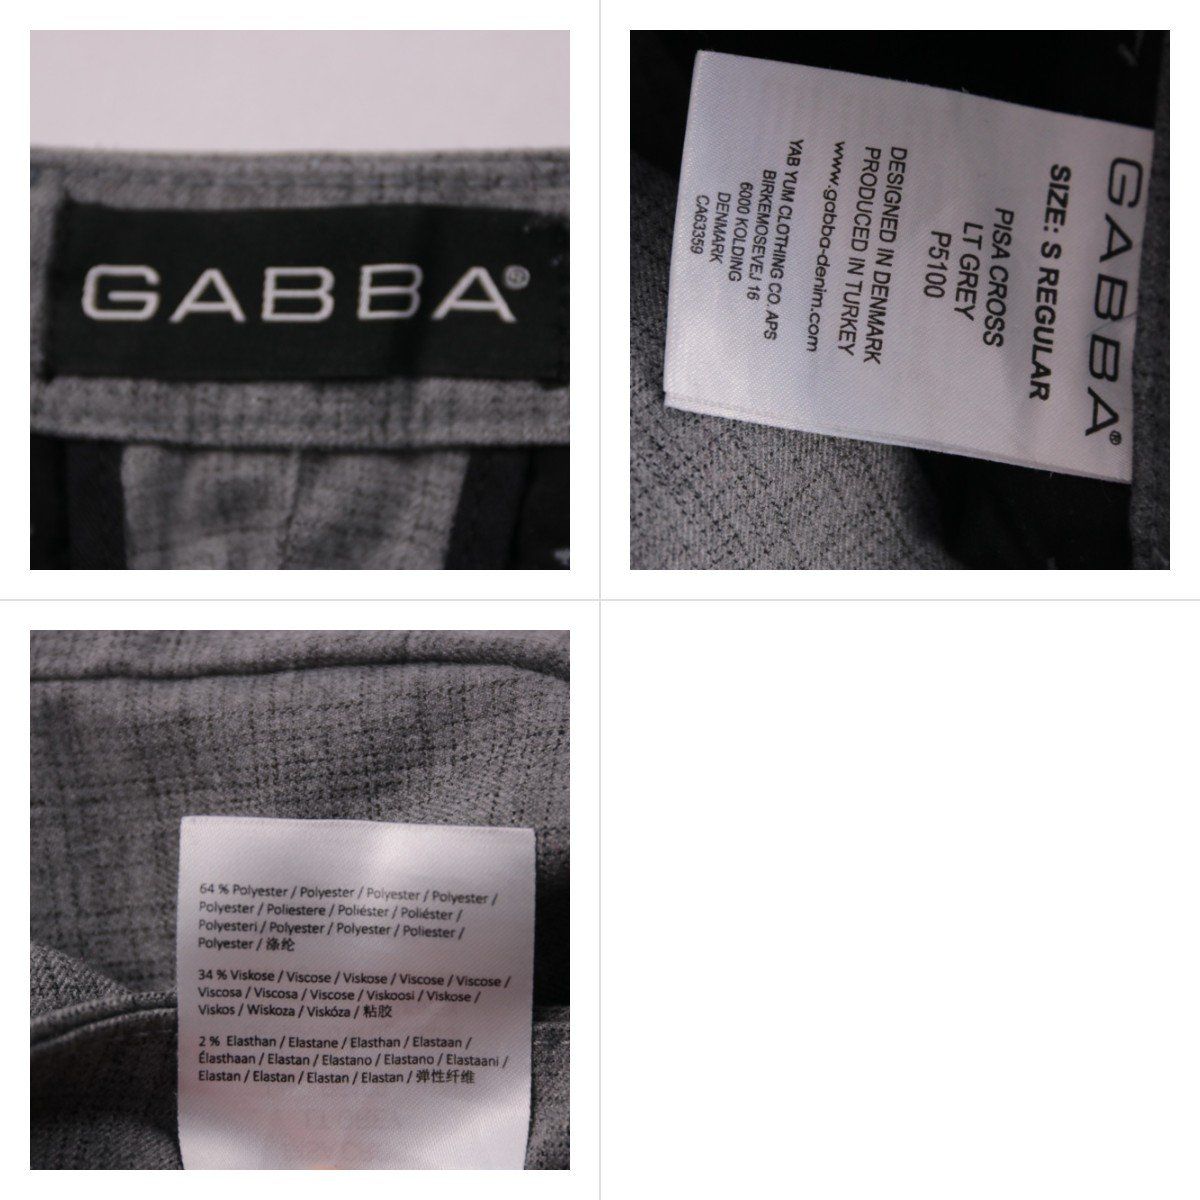 GABBA®
GABBA®
SIZE: S REGULAR
PISA CROSS
LT GREY
P5100
DESIGNED IN DENMARK
PRODUCED IN TURKEY
www.gabba-denim.com
YAB YUM CLOTHING CO. APS
BIRKEMOSEVEJ 16
6000 KOLDING
DENMARK
CA63359
64 % Polyester / Polyester / Polyester / Polyester /
Polyester / Poliestere / Poliéster / Poliéster /
Polyesteri / Polyester / Polyester / Poliester /
Polyester / 涤纶
34 % Viskose / Viscose / Viskose / Viscose / Viscose /
Viscosa / Viscosa / Viscose / Viskoosi / Viskose /
Viskos / Wiskoza / Viskóza / 粘胶
2 % Elasthan / Elastane / Elasthan / Elastaan /
Élasthaan / Elastan / Elastano / Elastano / Elastaani /
Elastan / Elastan / Elastan / Elastan / 弹性纤维